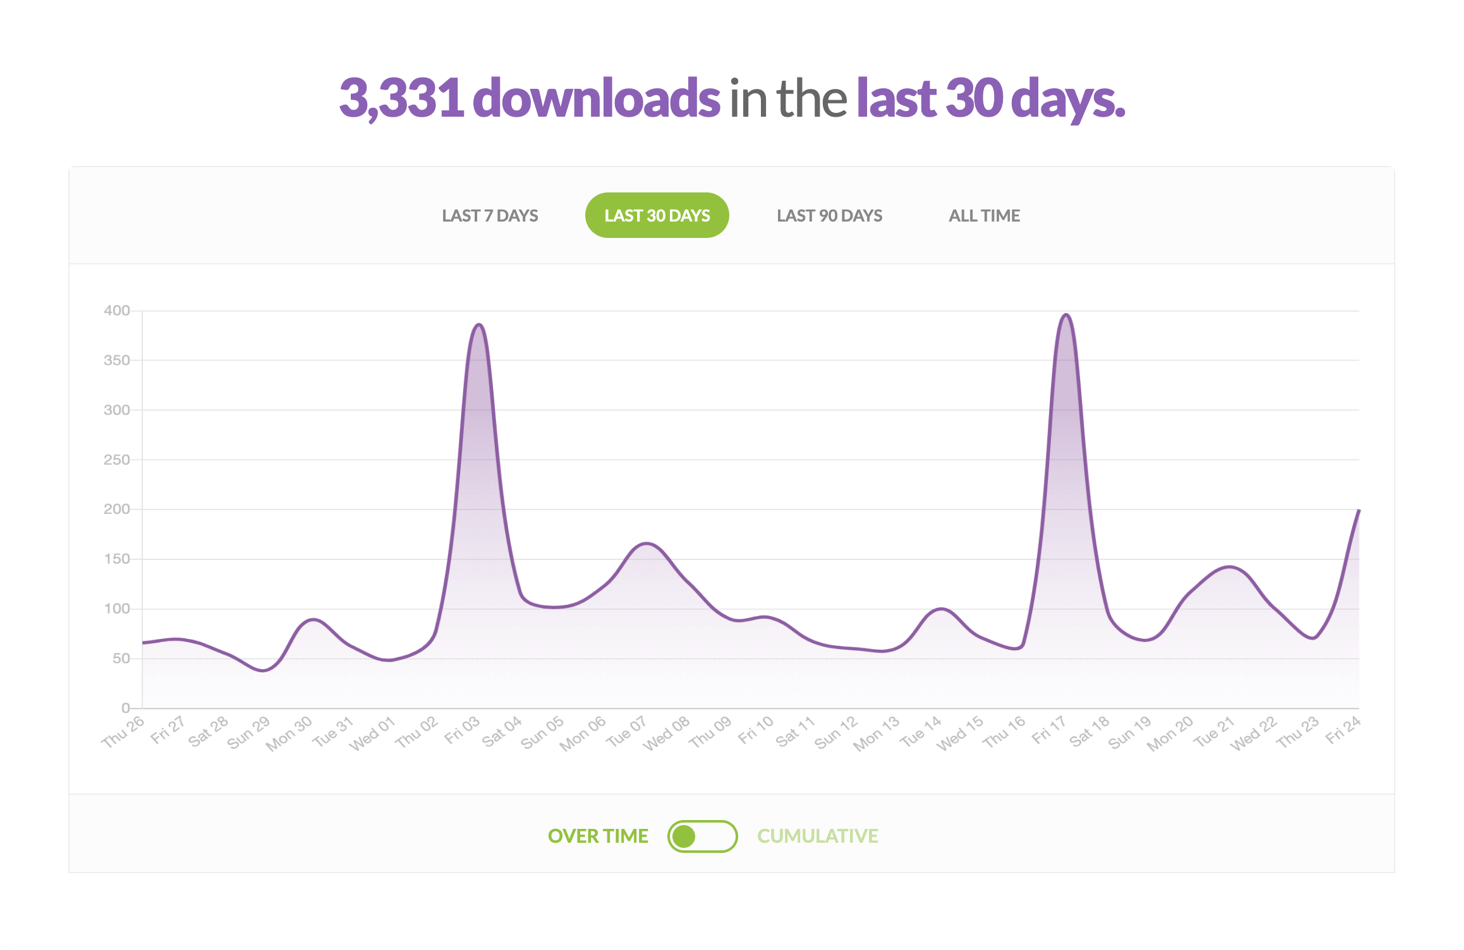 3,331 downloads in the last 30 days.
LAST 7 DAYS LAST 30 DAYS LAST 90 DAYS ALL TIME
400
350
300
250
200
150
100
50
0
Thu 26 Fri 27 Sat 28 Sun 29 Mon 30 Tue 31 Wed 01 Thu 02 Fri 03 Sat 04 Sun 05 Mon 06 Tue 07 Wed 08 Thu 09 Fri 10 Sat 11 Sun 12 Mon 13 Tue 14 Wed 15 Thu 16 Fri 17 Sat 18 Sun 19 Mon 20 Tue 21 Wed 22 Thu 23 Fri 24
OVER TIME CUMULATIVE